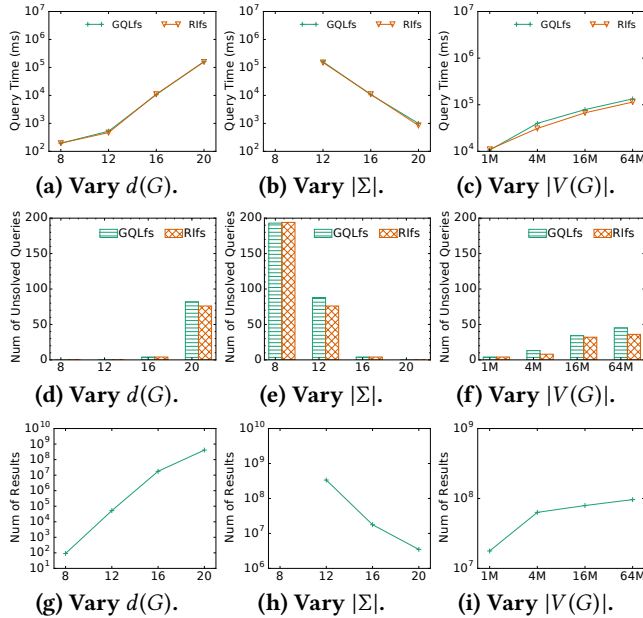 GQLfs RIfs
Query Time (ms)
10^7
10^6
10^5
10^4
10^3
10^2
8 12 16 20
(a) Vary d(G).
GQLfs RIfs
Query Time (ms)
10^7
10^6
10^5
10^4
10^3
10^2
8 12 16 20
(b) Vary |Σ|.
GQLfs RIfs
Query Time (ms)
10^7
10^6
10^5
10^4
1M 4M 16M 64M
(c) Vary |V(G)|.
GQLfs RIfs
Num of Unsolved Queries
200
150
100
50
0
8 12 16 20
(d) Vary d(G).
GQLfs RIfs
Num of Unsolved Queries
200
150
100
50
0
8 12 16 20
(e) Vary |Σ|.
GQLfs RIfs
Num of Unsolved Queries
200
150
100
50
0
1M 4M 16M 64M
(f) Vary |V(G)|.
Num of Results
10^10
10^9
10^8
10^7
10^6
10^5
10^4
10^3
10^2
10^1
8 12 16 20
(g) Vary d(G).
Num of Results
10^10
10^9
10^8
10^7
10^6
8 12 16 20
(h) Vary |Σ|.
Num of Results
10^9
10^8
10^7
1M 4M 16M 64M
(i) Vary |V(G)|.